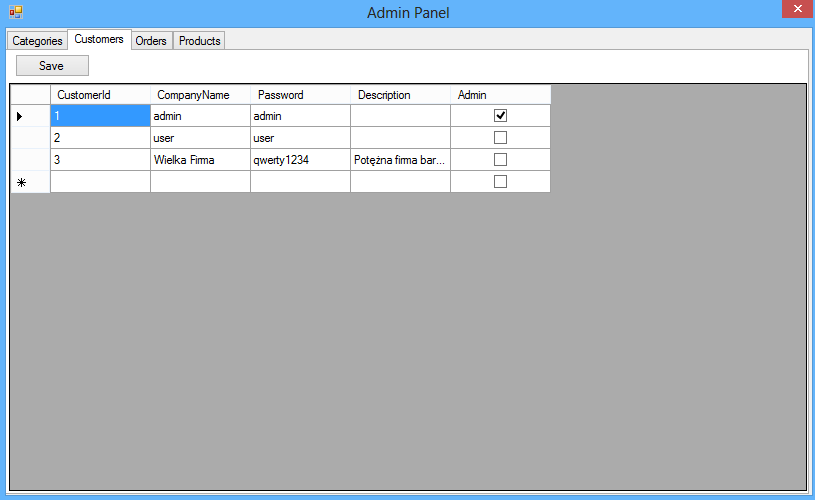 Admin Panel
Categories Customers Orders Products
Save
CustomerId CompanyName Password Description Admin
1 admin admin
2 user user
3 Wielka Firma qwerty1234 Potężna firma bar...